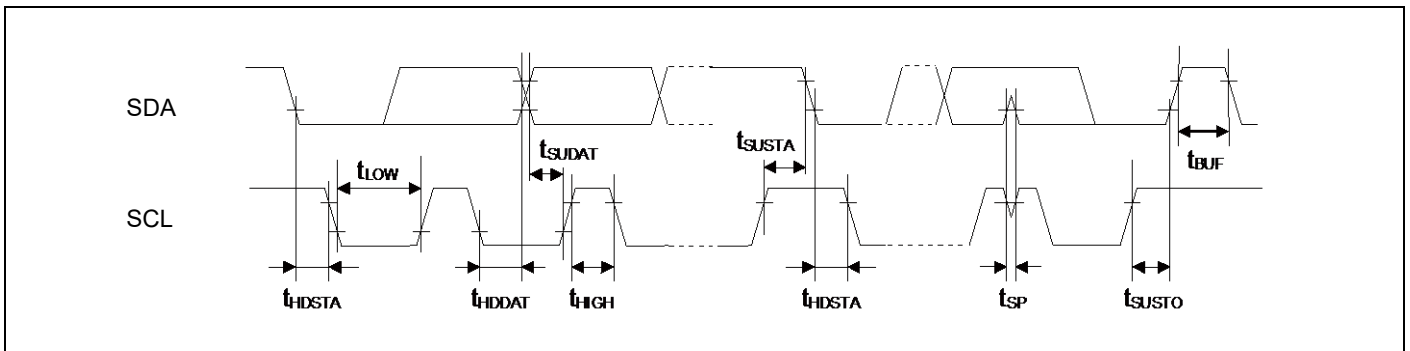 SDA
tSUDAT
tSUSTA
tBUF
tLOW
SCL
tHDSTA
tHDDAT
tHIGH
tHDSTA
tSP
tSUSTO